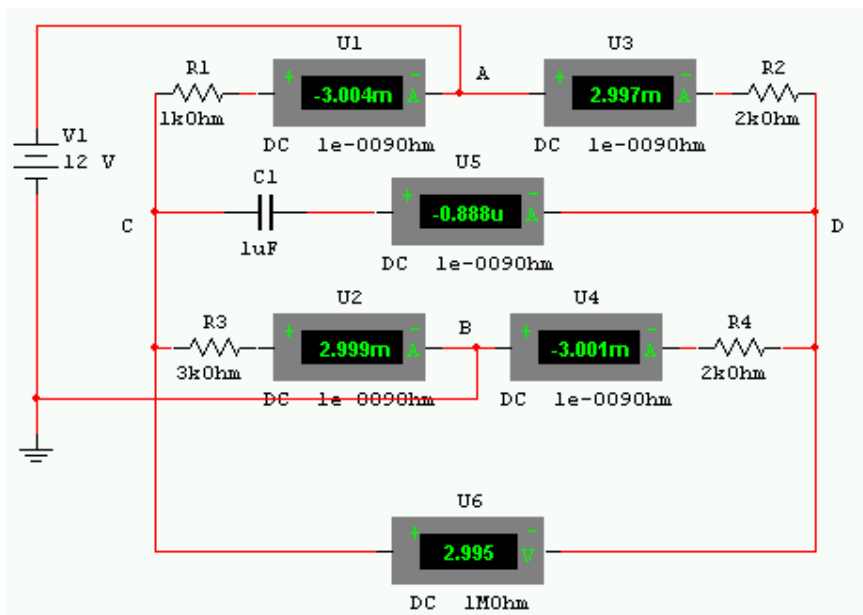 U1 U3
R1 + -3.004m - A A + 2.997m - A R2
1kOhm DC 1e-009Ohm DC 1e-009Ohm 2kOhm
V1
12 V
C1 U5
C + -0.888u - A D
1uF DC 1e-009Ohm
U2 U4
R3 + 2.999m - A B + -3.001m - A R4
3kOhm DC 1e-009Ohm DC 1e-009Ohm 2kOhm
U6
+ 2.995 - V
DC 1MOhm